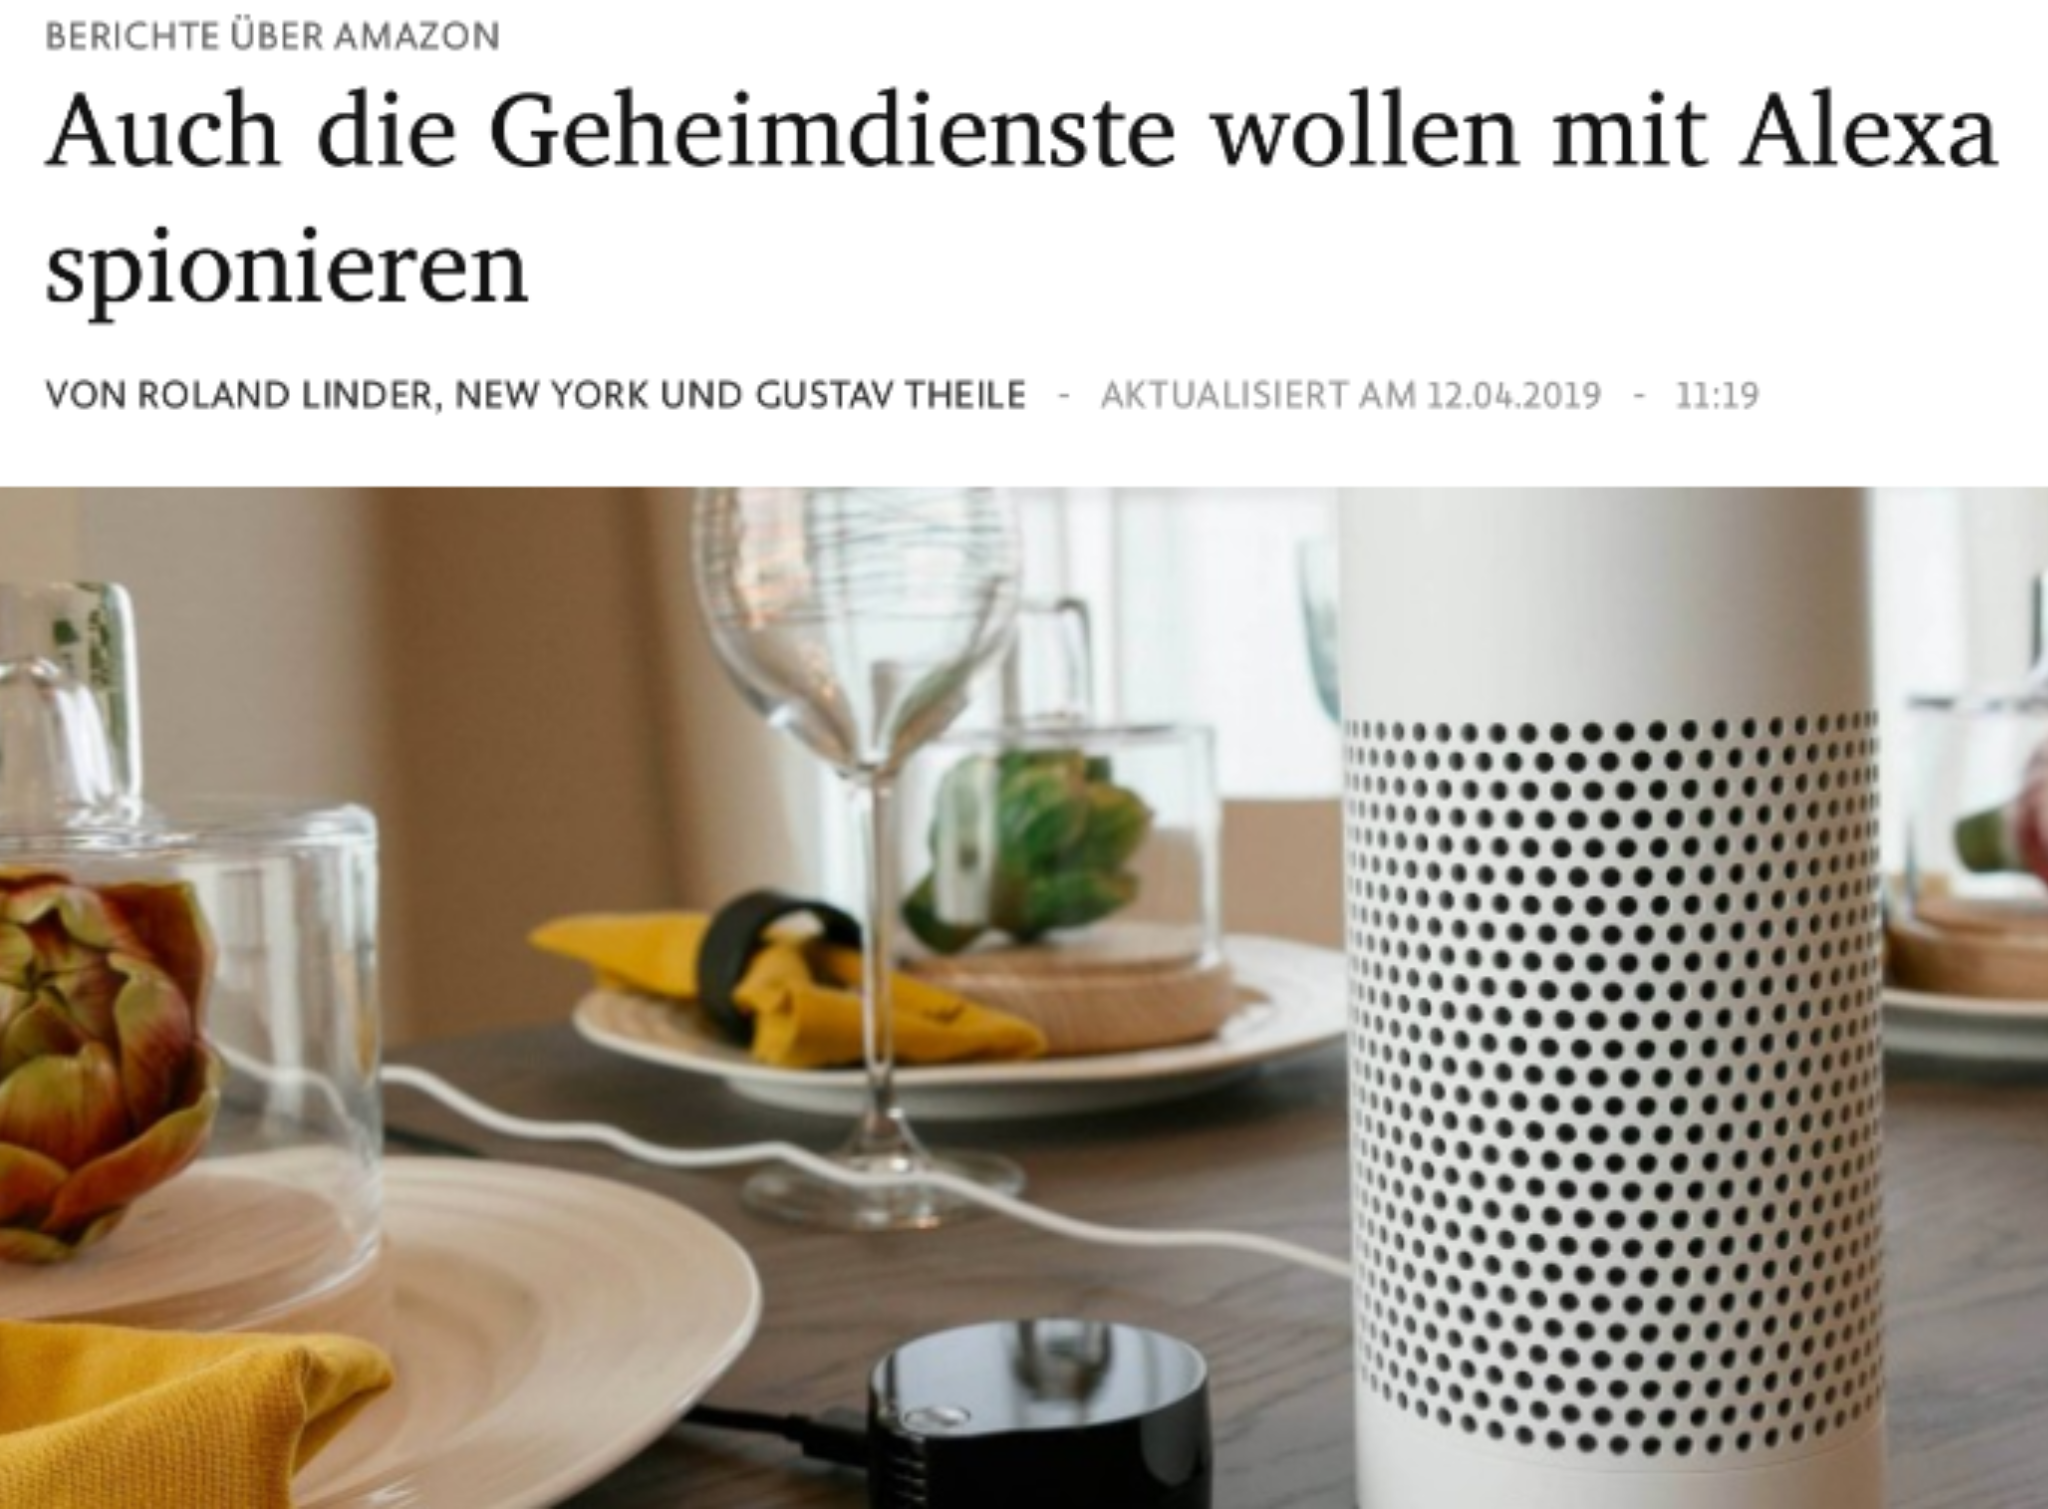 BERICHTE ÜBER AMAZON
Auch die Geheimdienste wollen mit Alexa
spionieren
VON ROLAND LINDER, NEW YORK UND GUSTAV THEILE - AKTUALISIERT AM 12.04.2019 - 11:19